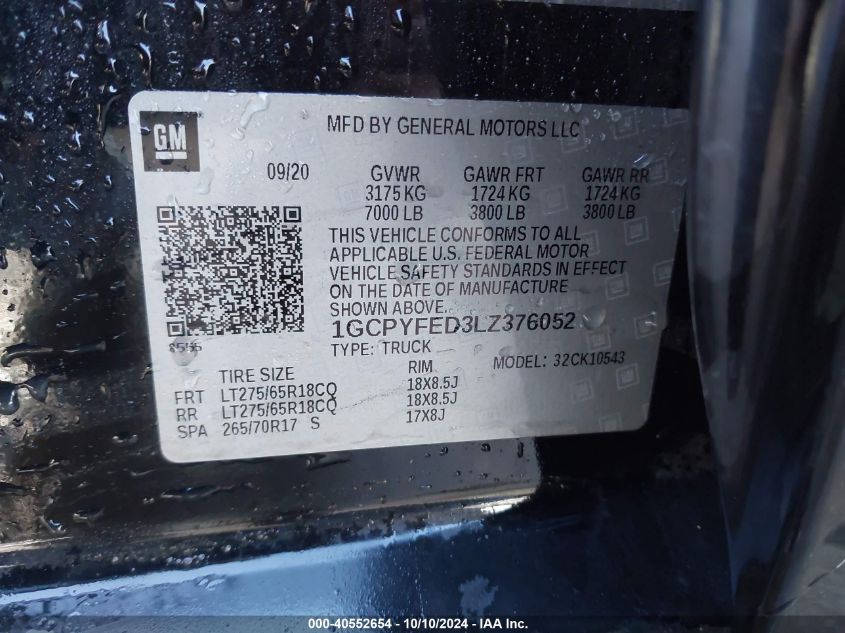 GM
MFD BY GENERAL MOTORS LLC
09/20 GVWR GAWR FRT GAWR RR
3175 KG 1724 KG 1724 KG
7000 LB 3800 LB 3800 LB
THIS VEHICLE CONFORMS TO ALL
APPLICABLE U.S. FEDERAL MOTOR
VEHICLE SAFETY STANDARDS IN EFFECT
ON THE DATE OF MANUFACTURE
SHOWN ABOVE.
1GCPYFED3LZ376052
8556
TYPE: TRUCK MODEL: 32CK10543
TIRE SIZE RIM
FRT LT275/65R18CQ 18X8.5J
RR LT275/65R18CQ 18X8.5J
SPA 265/70R17 S 17X8J
000-40552654 - 10/10/2024 - IAA Inc.